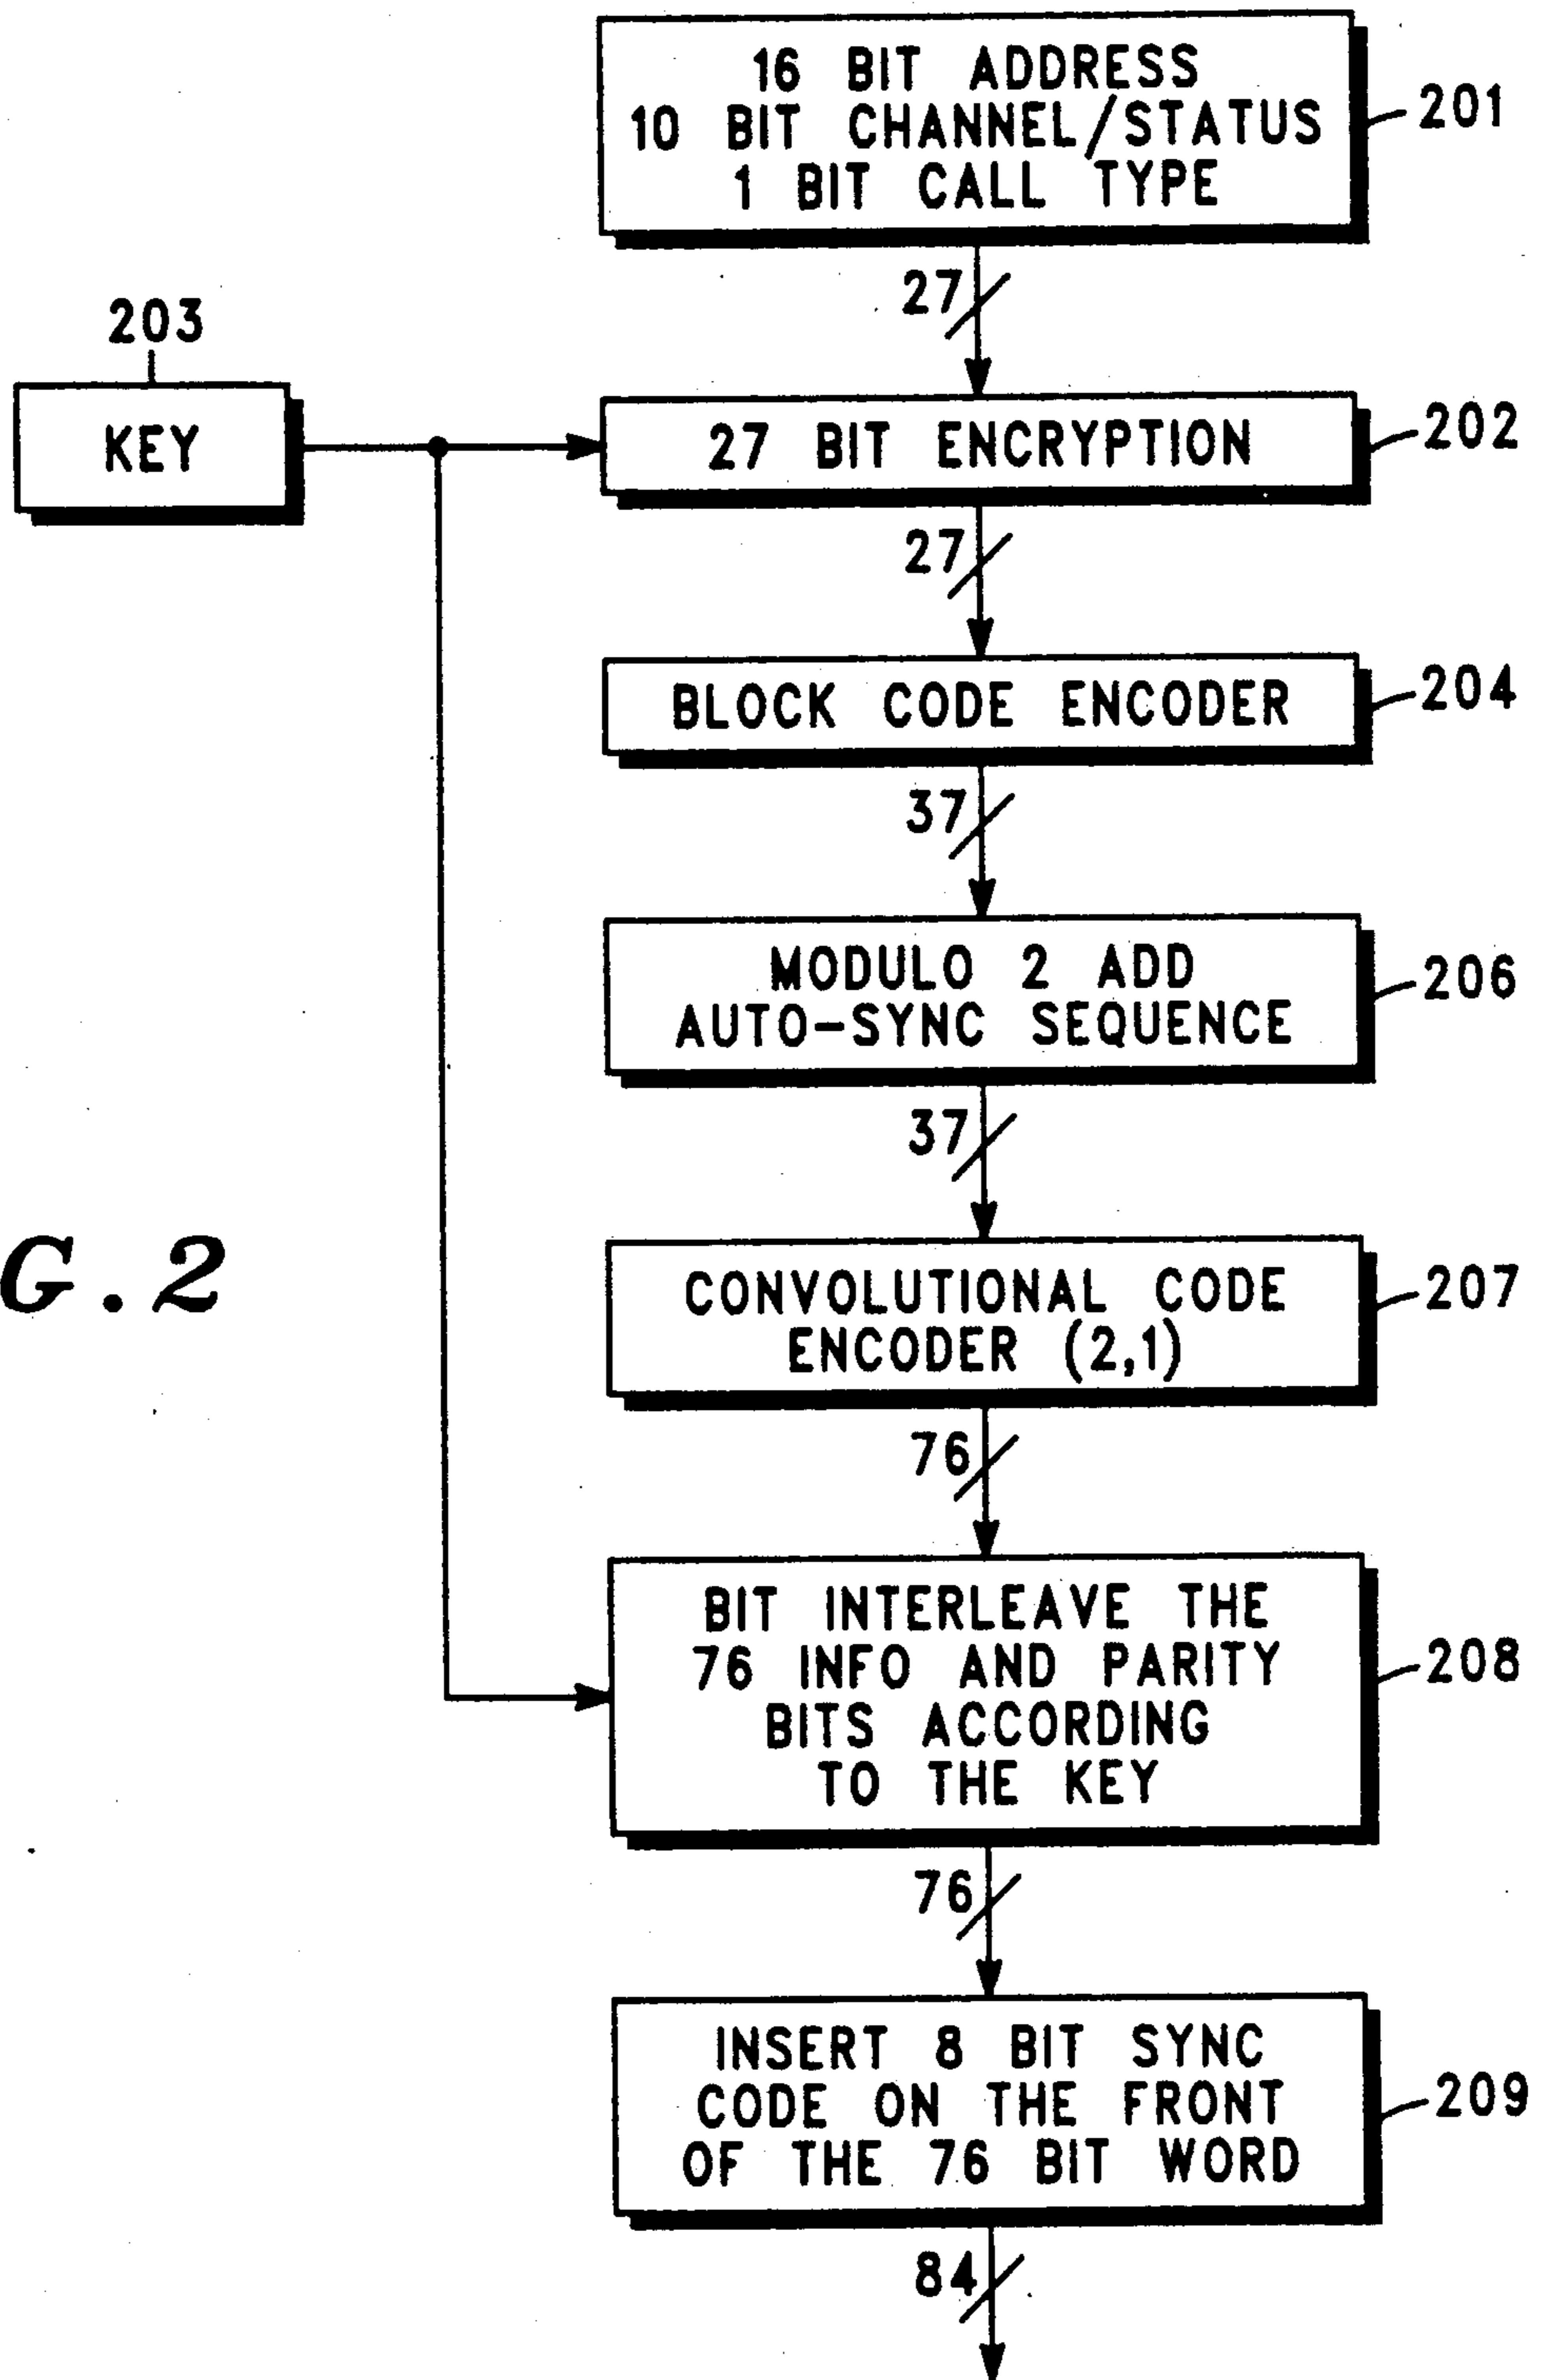 16 BIT ADDRESS
10 BIT CHANNEL/STATUS
1 BIT CALL TYPE
201
27
203
KEY
27 BIT ENCRYPTION
202
27
BLOCK CODE ENCODER
204
37
MODULO 2 ADD
AUTO-SYNC SEQUENCE
206
37
G.2
CONVOLUTIONAL CODE
ENCODER (2,1)
207
76
BIT INTERLEAVE THE
76 INFO AND PARITY
BITS ACCORDING
TO THE KEY
208
76
INSERT 8 BIT SYNC
CODE ON THE FRONT
OF THE 76 BIT WORD
209
84